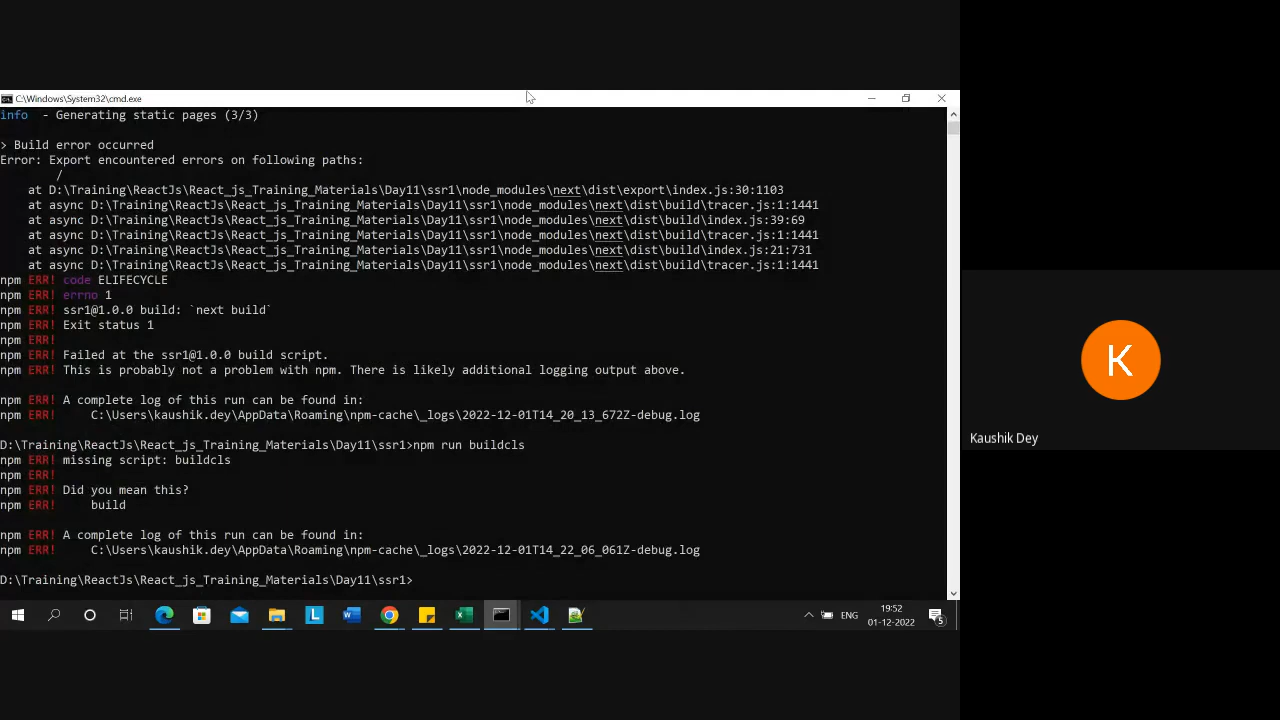 C:\Windows\System32\cmd.exe
info  - Generating static pages (3/3)
> Build error occurred
Error: Export encountered errors on following paths:
/
at D:\Training\ReactJs\React_js_Training_Materials\Day11\ssr1\node_modules\next\dist\export\index.js:30:1103
at async D:\Training\ReactJs\React_js_Training_Materials\Day11\ssr1\node_modules\next\dist\build\tracer.js:1:1441
at async D:\Training\ReactJs\React_js_Training_Materials\Day11\ssr1\node_modules\next\dist\build\index.js:39:69
at async D:\Training\ReactJs\React_js_Training_Materials\Day11\ssr1\node_modules\next\dist\build\tracer.js:1:1441
at async D:\Training\ReactJs\React_js_Training_Materials\Day11\ssr1\node_modules\next\dist\build\index.js:21:731
at async D:\Training\ReactJs\React_js_Training_Materials\Day11\ssr1\node_modules\next\dist\build\tracer.js:1:1441
npm ERR! code ELIFECYCLE
npm ERR! errno 1
npm ERR! ssr1@1.0.0 build: `next build`
npm ERR! Exit status 1
npm ERR!
npm ERR! Failed at the ssr1@1.0.0 build script.
npm ERR! This is probably not a problem with npm. There is likely additional logging output above.
npm ERR! A complete log of this run can be found in:
npm ERR!     C:\Users\kaushik.dey\AppData\Roaming\npm-cache\_logs\2022-12-01T14_20_13_672Z-debug.log
D:\Training\ReactJs\React_js_Training_Materials\Day11\ssr1>npm run buildcls
npm ERR! missing script: buildcls
npm ERR!
npm ERR! Did you mean this?
npm ERR!     build
npm ERR! A complete log of this run can be found in:
npm ERR!     C:\Users\kaushik.dey\AppData\Roaming\npm-cache\_logs\2022-12-01T14_22_06_061Z-debug.log
D:\Training\ReactJs\React_js_Training_Materials\Day11\ssr1>
L
ENG
19:52
01-12-2022
5
K
Kaushik Dey